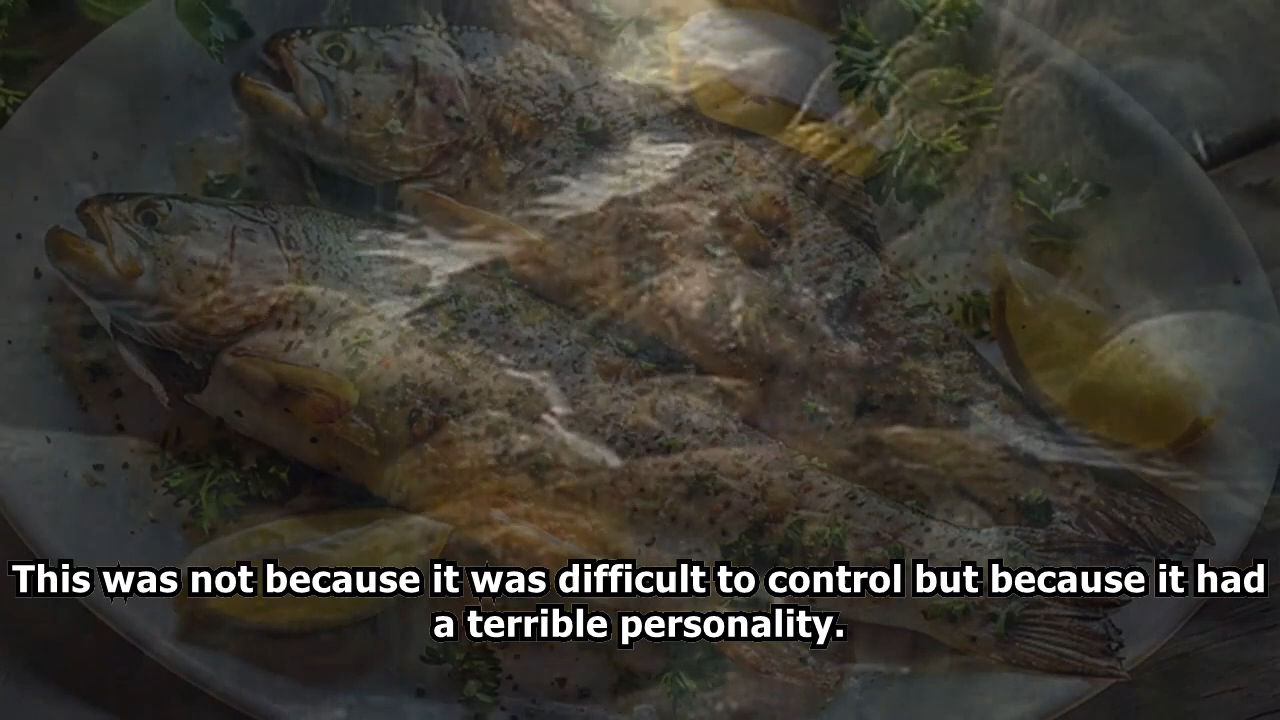 This was not because it was difficult to control but because it had
a terrible personality.